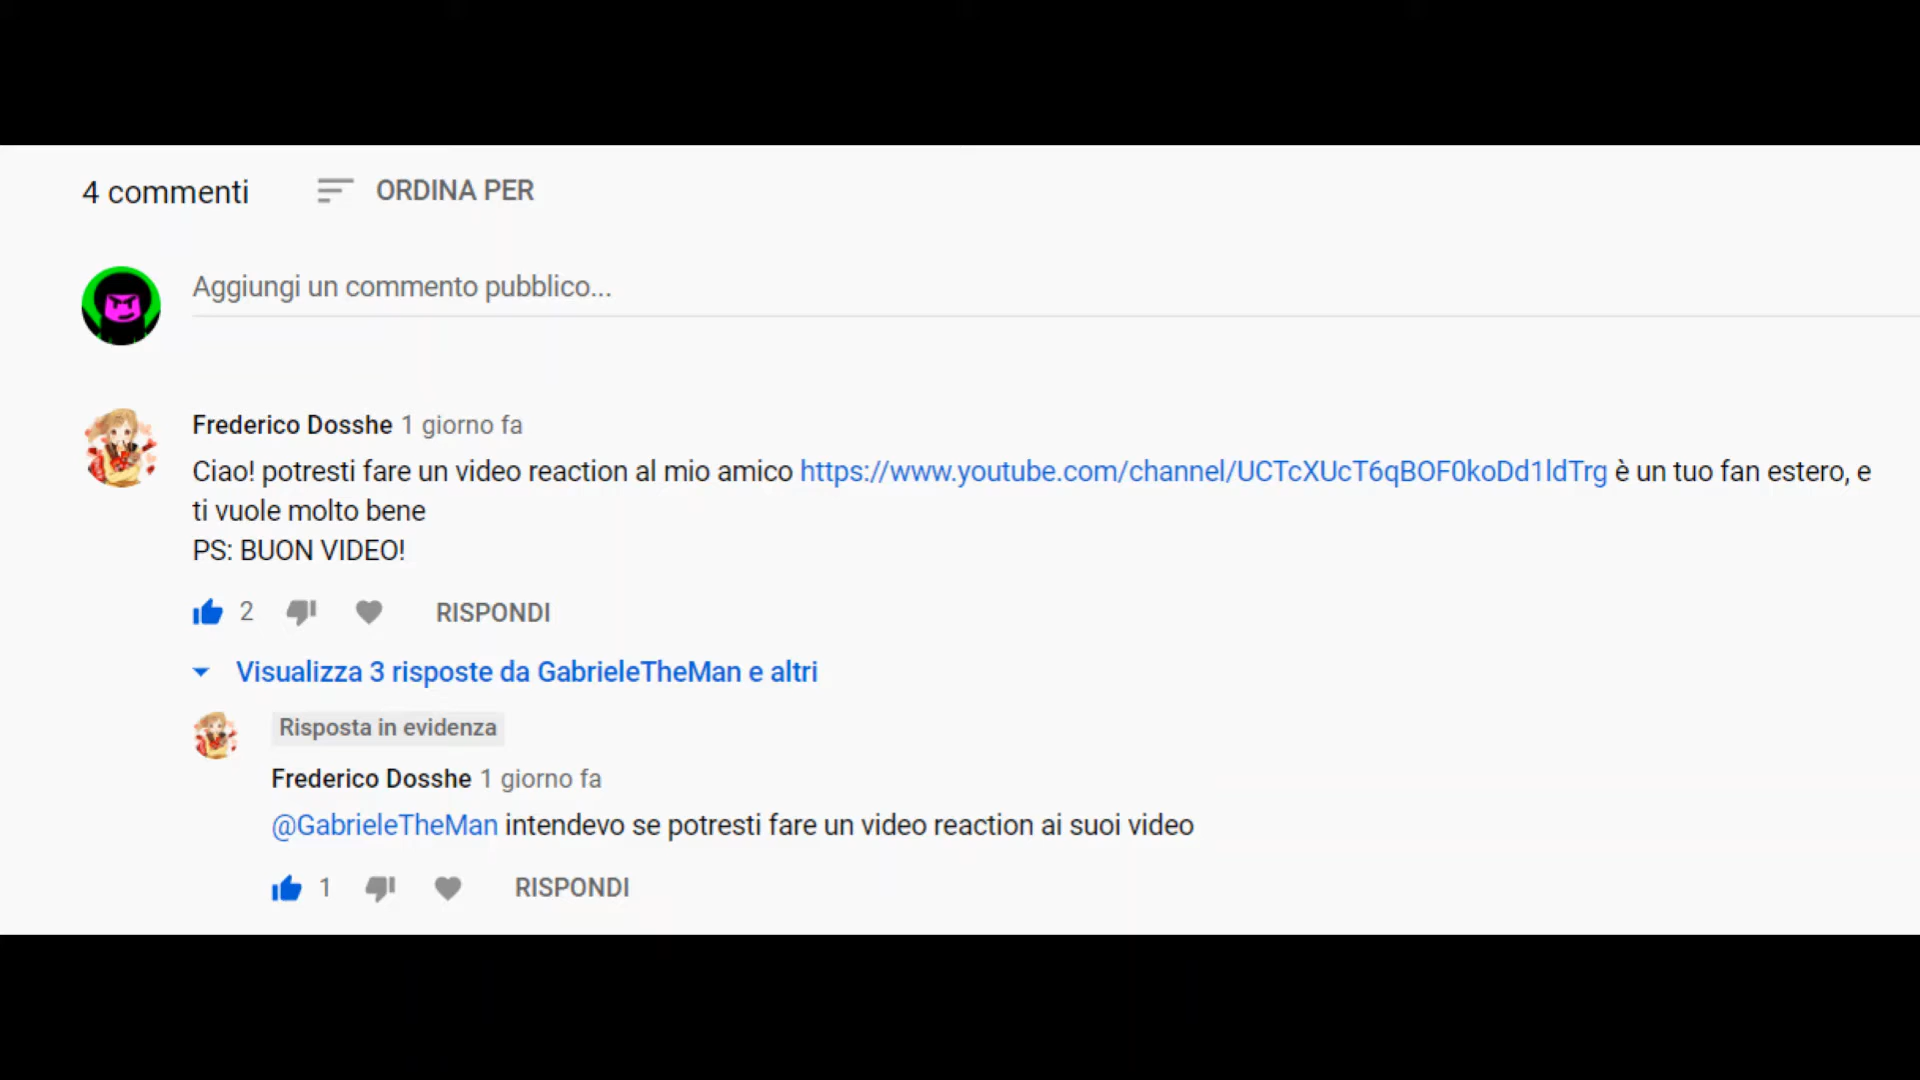 4 commenti
ORDINA PER
Aggiungi un commento pubblico...
Frederico Dosshe 1 giorno fa
Ciao! potresti fare un video reaction al mio amico https://www.youtube.com/channel/UCTcXUcT6qBOF0koDd1ldTrg è un tuo fan estero, e
ti vuole molto bene
PS: BUON VIDEO!
2 RISPONDI
Visualizza 3 risposte da GabrieleTheMan e altri
Risposta in evidenza
Frederico Dosshe 1 giorno fa
@GabrieleTheMan intendevo se potresti fare un video reaction ai suoi video
1 RISPONDI